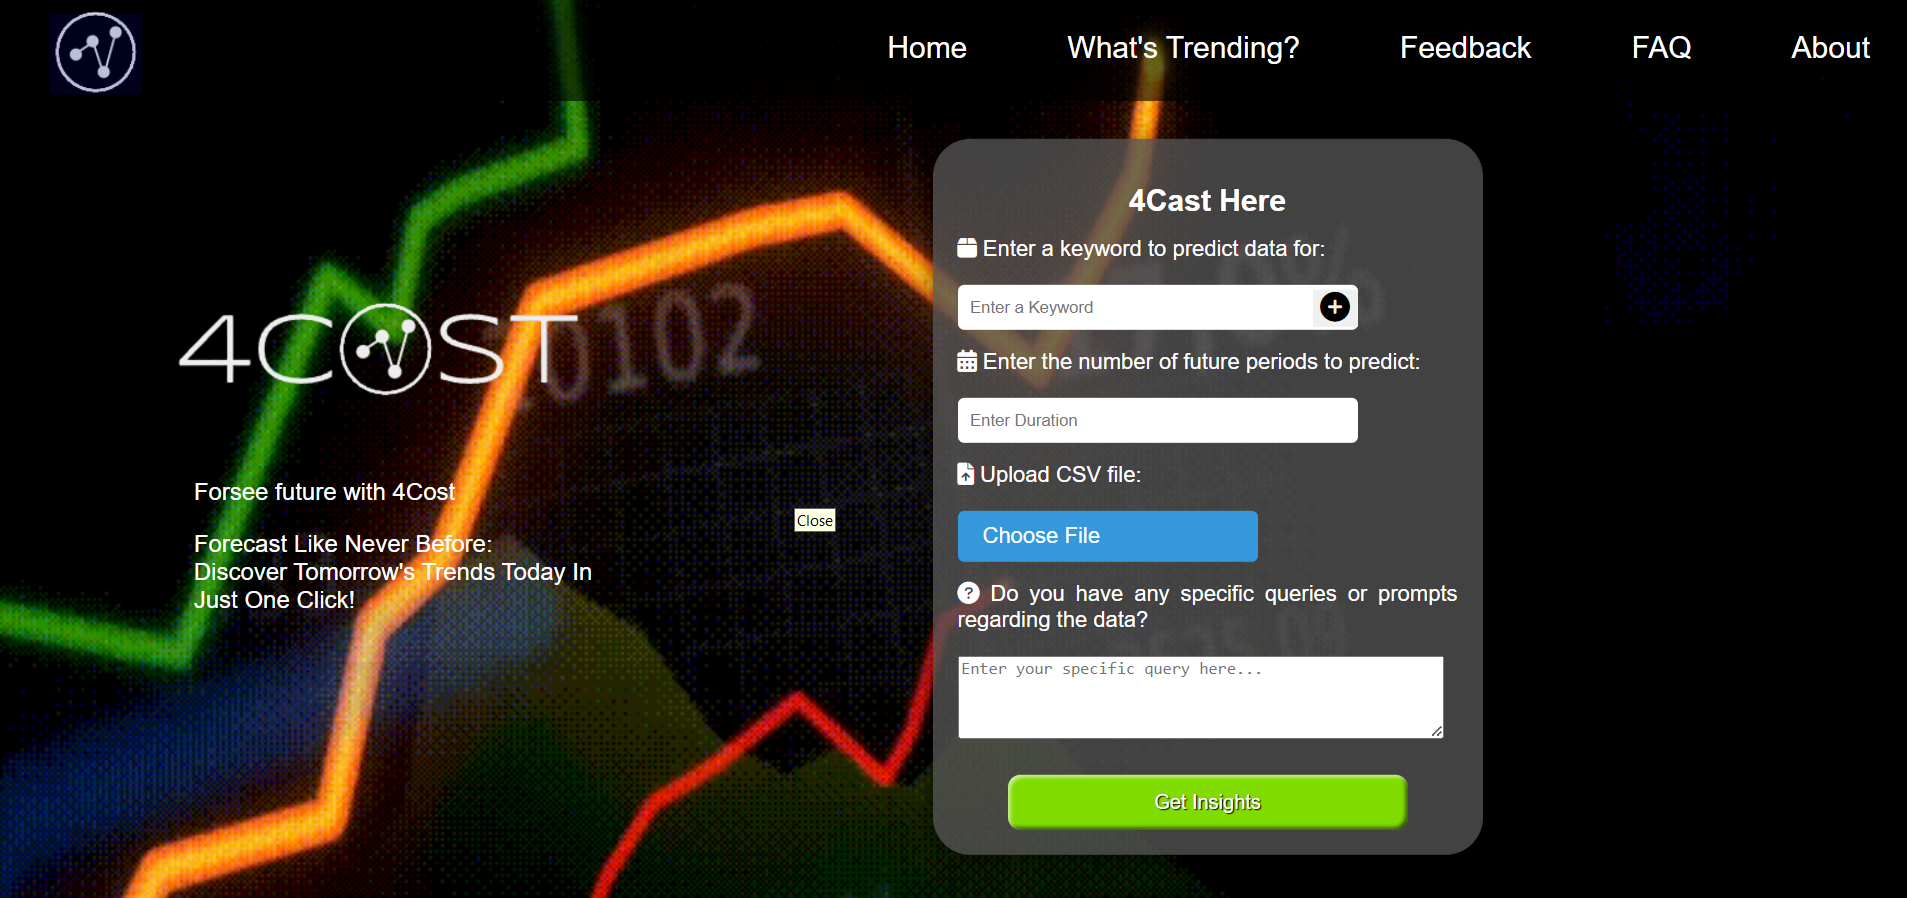 Home
What's Trending?
Feedback
FAQ
About
4COST
0102
Forsee future with 4Cost
Forecast Like Never Before:
Discover Tomorrow's Trends Today In
Just One Click!
Close
4Cast Here
Enter a keyword to predict data for:
Enter a Keyword
Enter the number of future periods to predict:
Enter Duration
Upload CSV file:
Choose File
Do you have any specific queries or prompts
regarding the data?
Enter your specific query here...
Get Insights